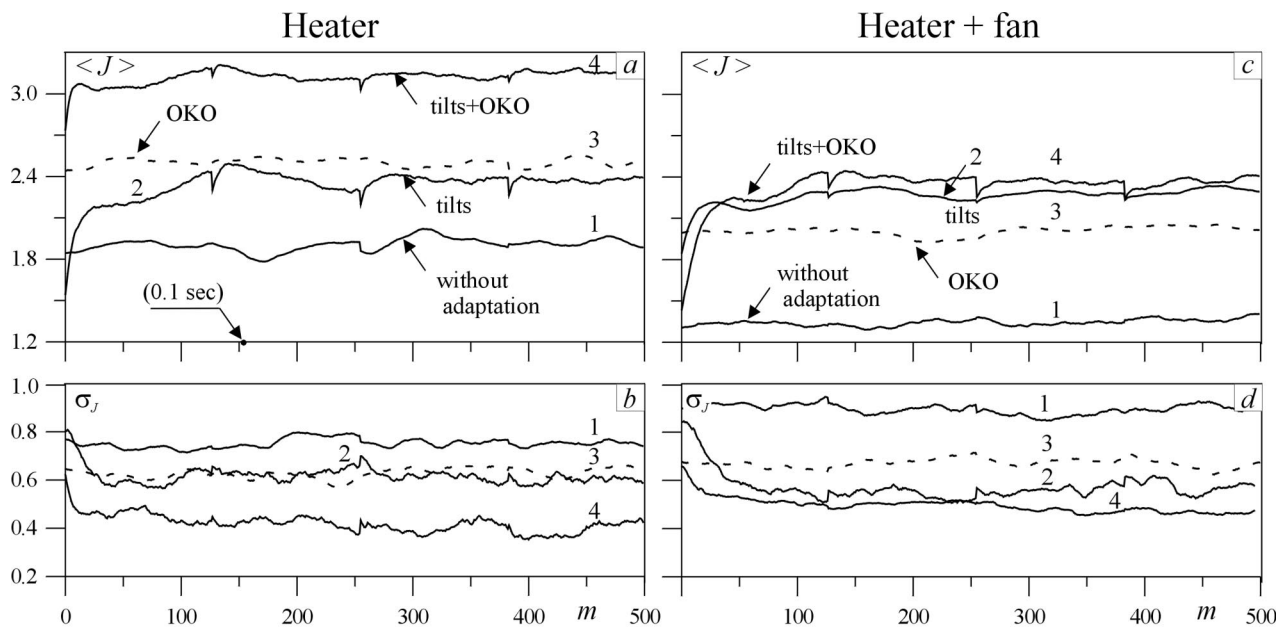 Heater
Heater + fan
< J >
4
a
3.0
OKO
tilts+OKO
3
2.4
2
tilts
1
1.8
without
adaptation
(0.1 sec)
1.2
< J >
c
tilts+OKO
2
4
tilts
3
without
adaptation
OKO
1
1.0
σJ
b
0.8
1
2
3
0.6
4
0.4
0.2
0 100 200 300 400 m 500
σJ
d
1
3
2
4
0 100 200 300 400 m 500